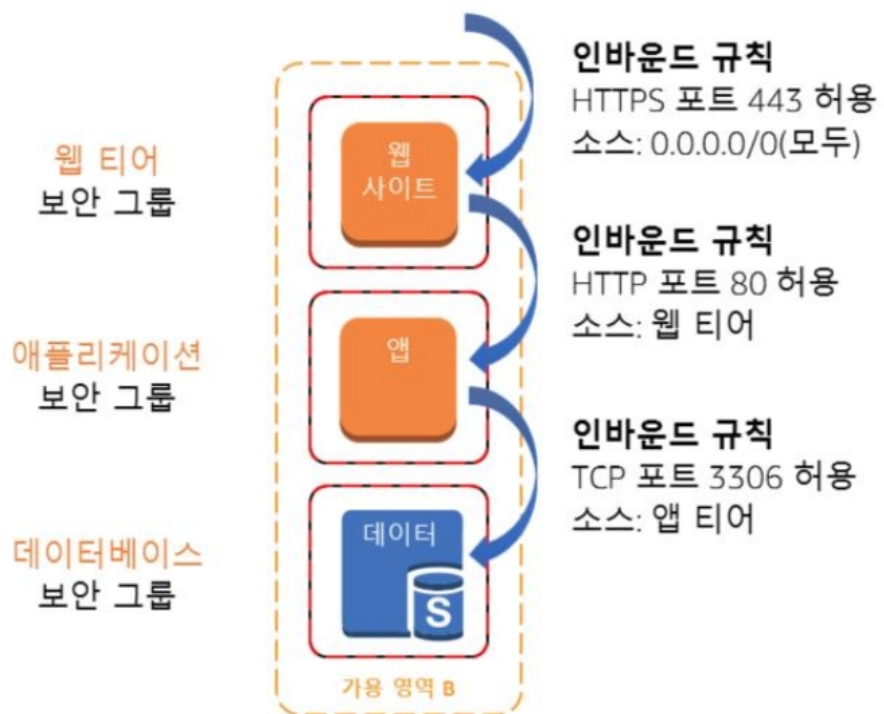 인바운드 규칙
HTTPS 포트 443 허용
소스: 0.0.0.0/0(모두)
웹 티어
보안 그룹
웹
사이트
인바운드 규칙
HTTP 포트 80 허용
소스: 웹 티어
애플리케이션
보안 그룹
앱
인바운드 규칙
TCP 포트 3306 허용
소스: 앱 티어
데이터베이스
보안 그룹
데이터
S
가용 영역 B